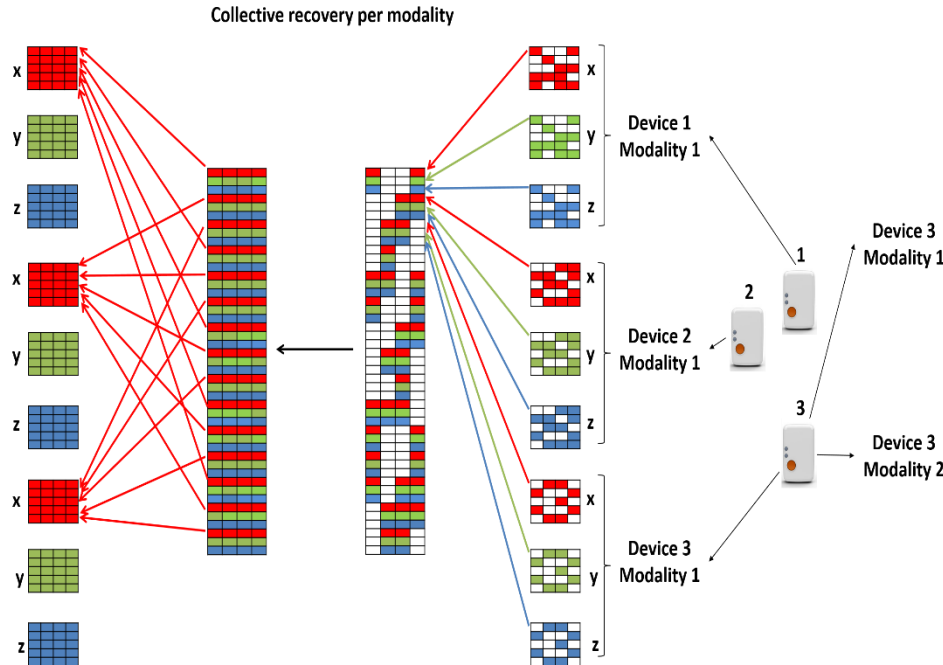 Collective recovery per modality
x
y
z
x
y
z
x
y
z
x
y
z
Device 1
Modality 1
x
y
z
Device 2
Modality 1
x
y
z
Device 3
Modality 1
1
2
3
Device 3
Modality 1
Device 3
Modality 2